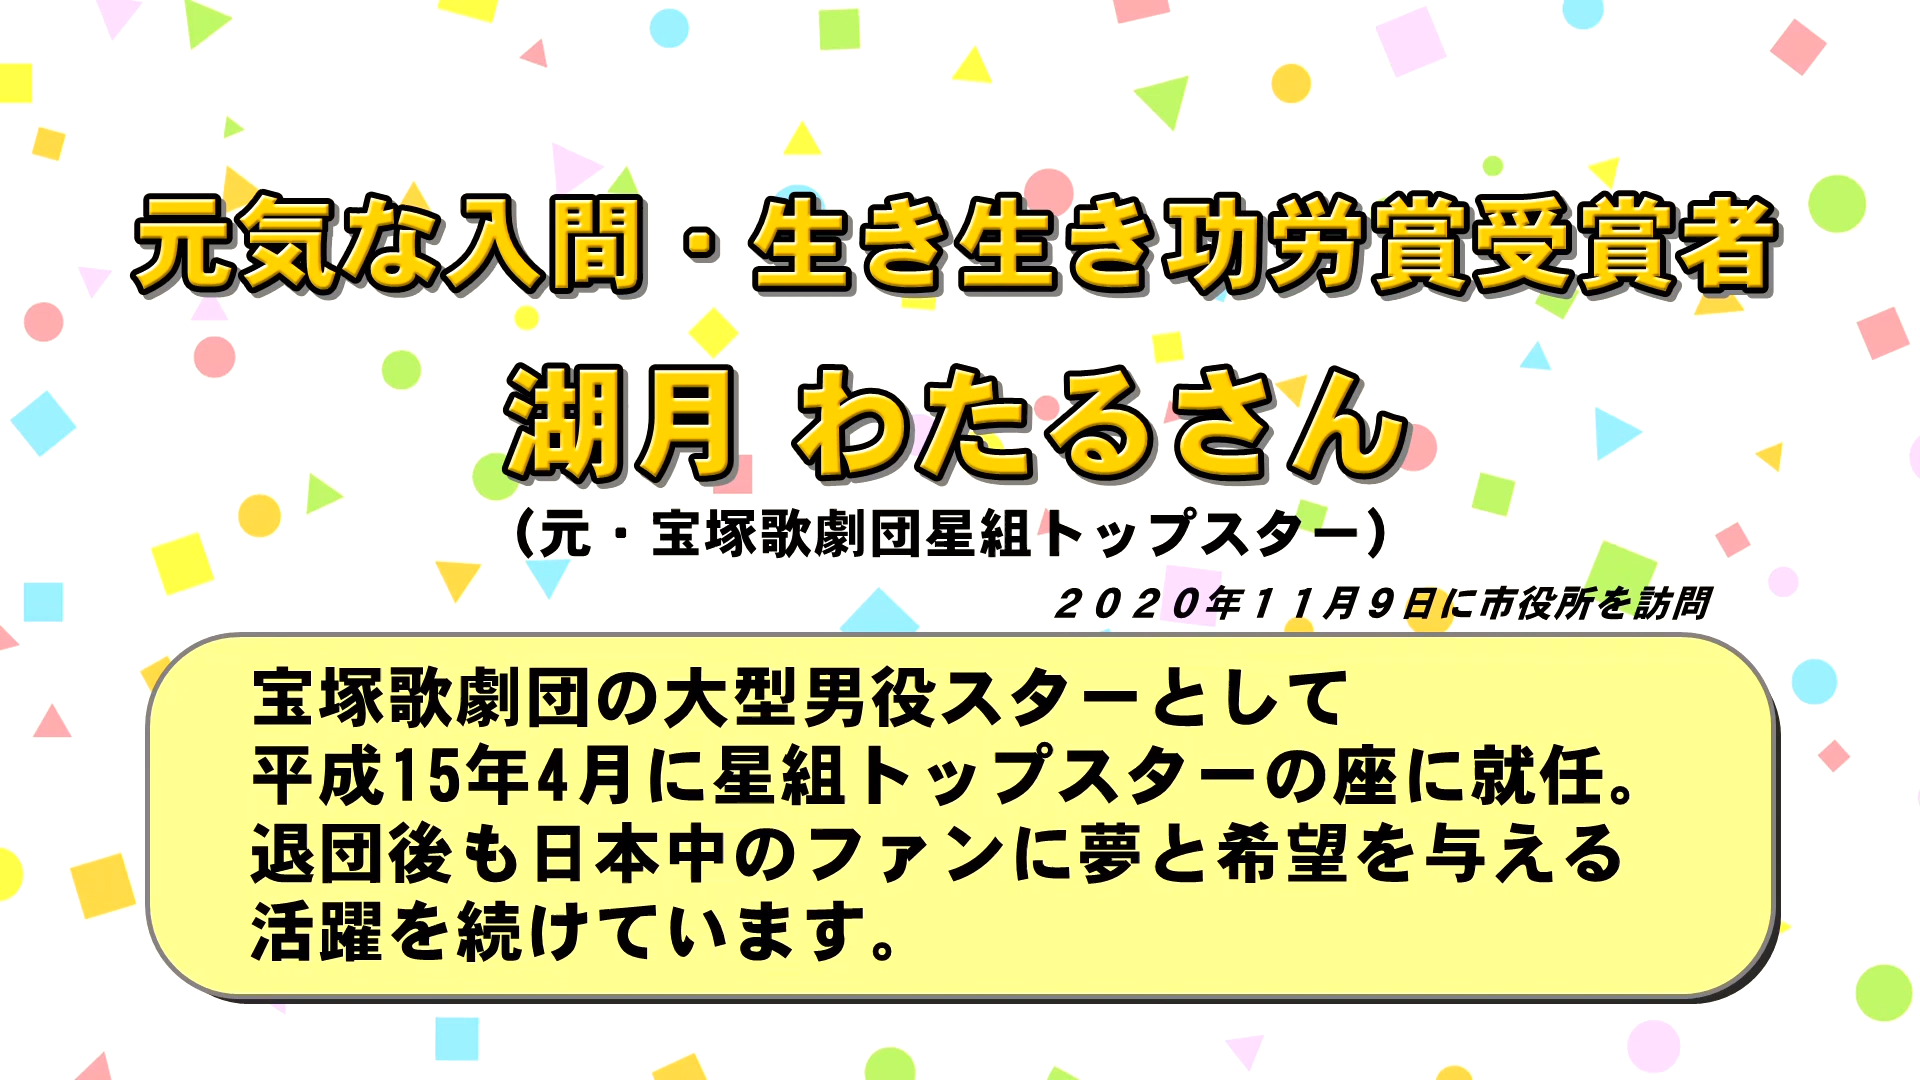 元気な入間・生き生き功労賞受賞者
湖月 わたるさん
（元・宝塚歌劇団星組トップスター）
２０２０年１１月９日に市役所を訪問
宝塚歌劇団の大型男役スターとして
平成15年4月に星組トップスターの座に就任。
退団後も日本中のファンに夢と希望を与える
活躍を続けています。